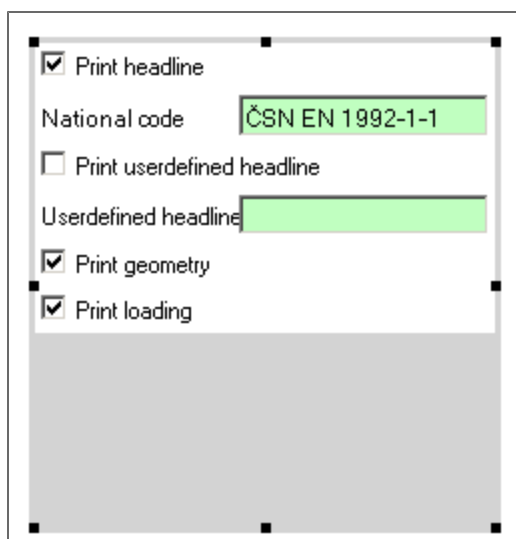 Print headline
National code ČSN EN 1992-1-1
Print userdefined headline
Userdefined headline
Print geometry
Print loading